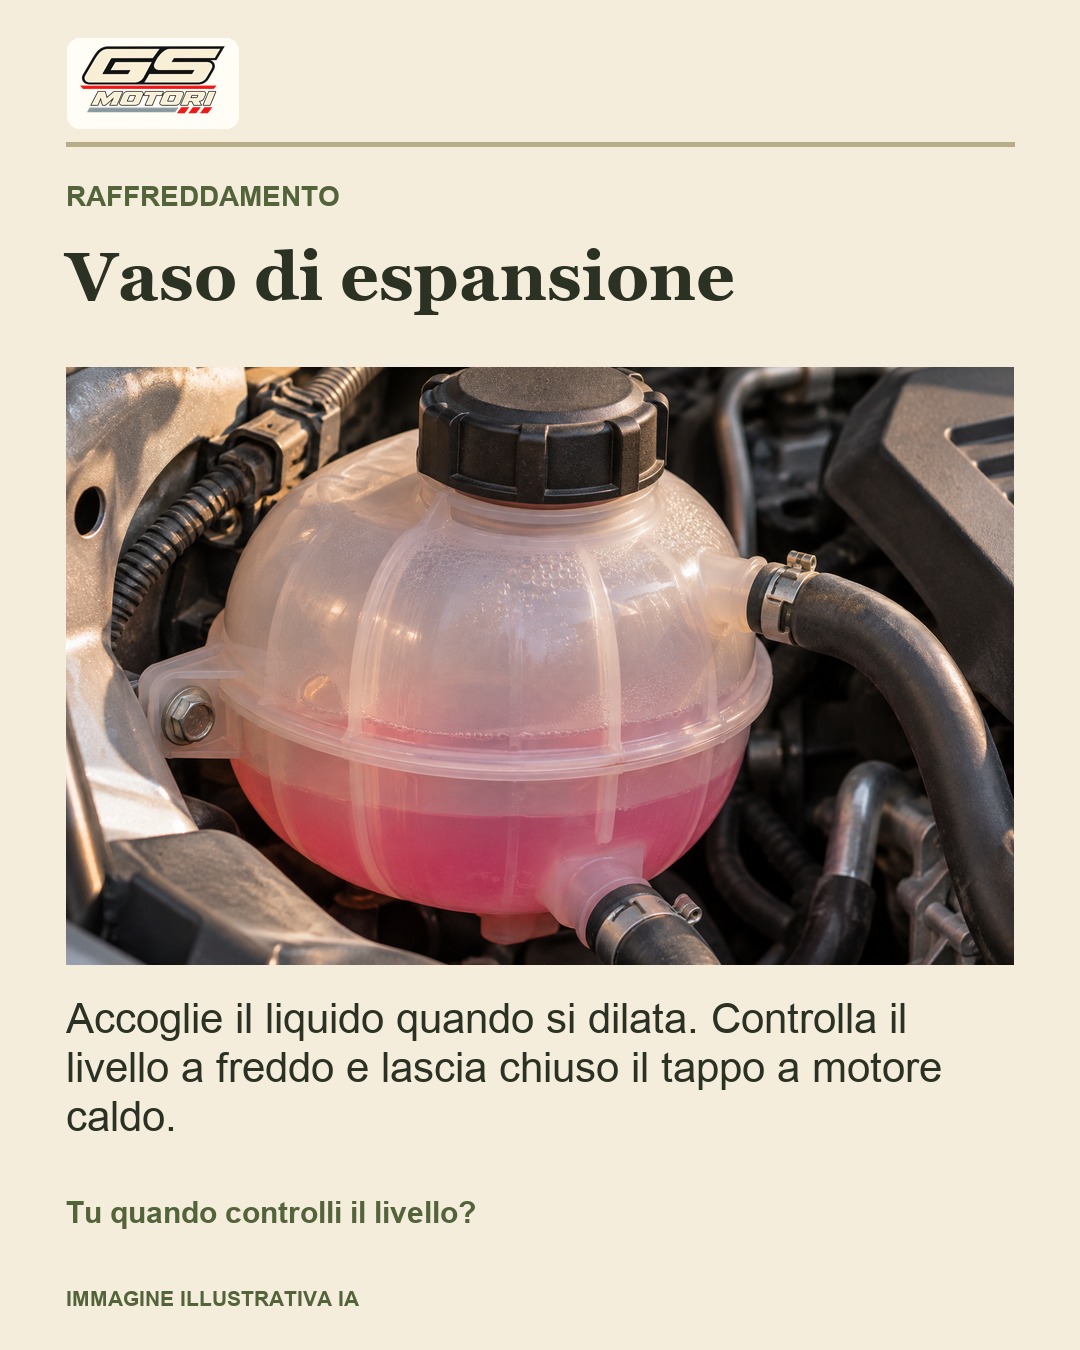 GS
MOTORI
RAFFREDDAMENTO
Vaso di espansione
Accoglie il liquido quando si dilata. Controlla il
livello a freddo e lascia chiuso il tappo a motore
caldo.
Tu quando controlli il livello?
IMMAGINE ILLUSTRATIVA IA